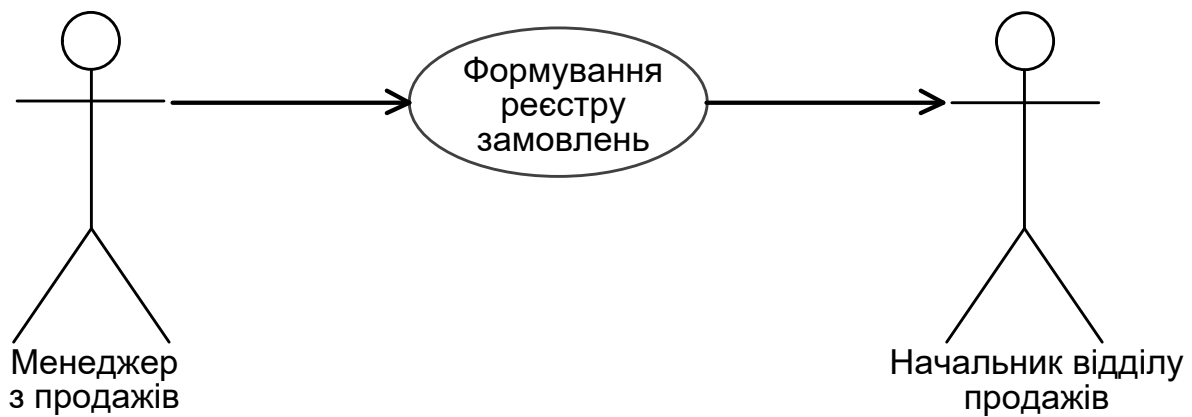 Формування
реєстру
замовлень
Менеджер
з продажів
Начальник відділу
продажів